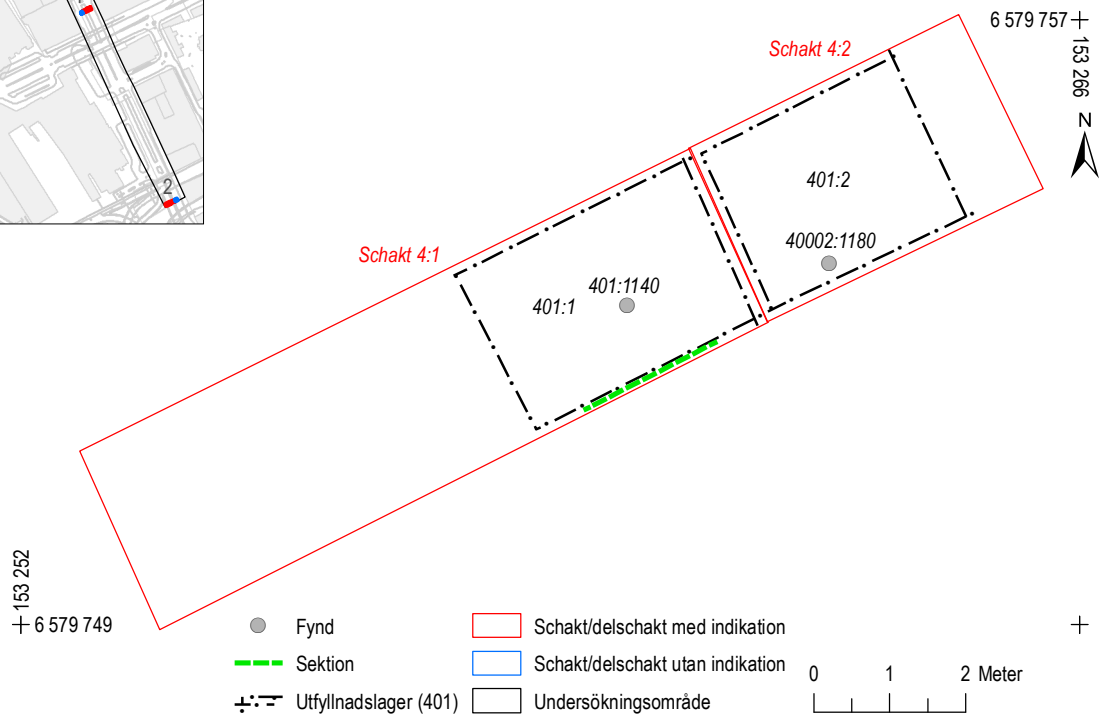 2
6 579 757
153 266
N
Schakt 4:2
401:2
40002:1180
Schakt 4:1
401:1
401:1140
153 252
6 579 749
Fynd
Sektion
Utfyllnadslager (401)
Schakt/delschakt med indikation
Schakt/delschakt utan indikation
Undersökningsområde
0 1 2 Meter